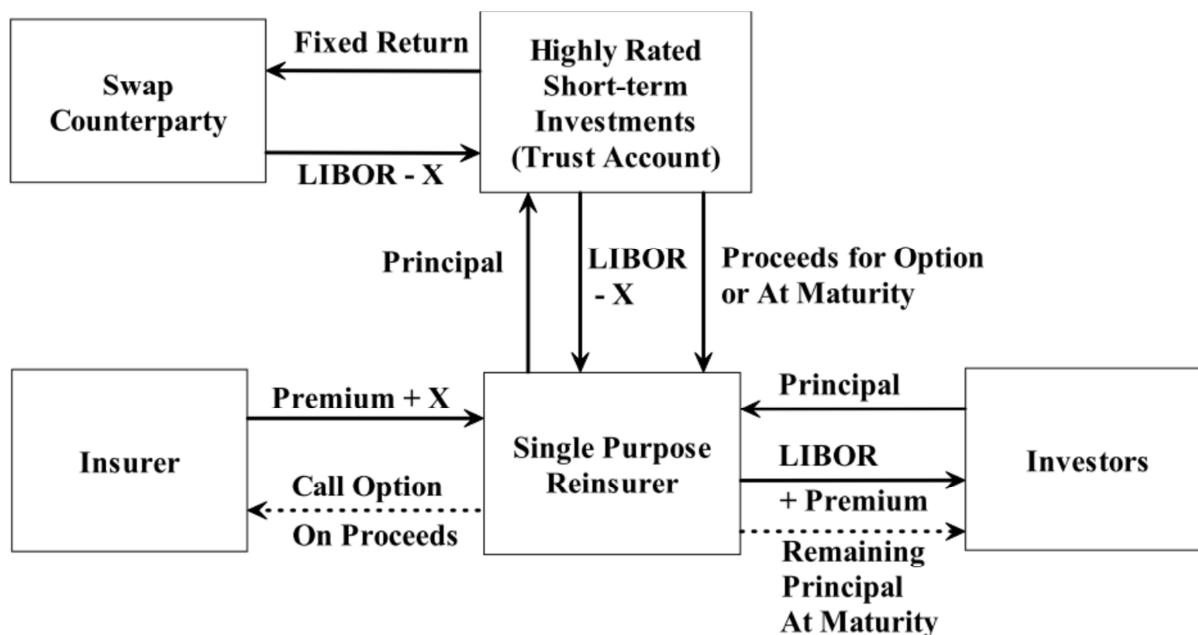 Fixed Return
Swap
Counterparty
LIBOR - X
Highly Rated
Short-term
Investments
(Trust Account)
Principal
LIBOR
- X
Proceeds for Option
or At Maturity
Insurer
Premium + X
Call Option
On Proceeds
Single Purpose
Reinsurer
Principal
LIBOR
+ Premium
Remaining
Principal
At Maturity
Investors